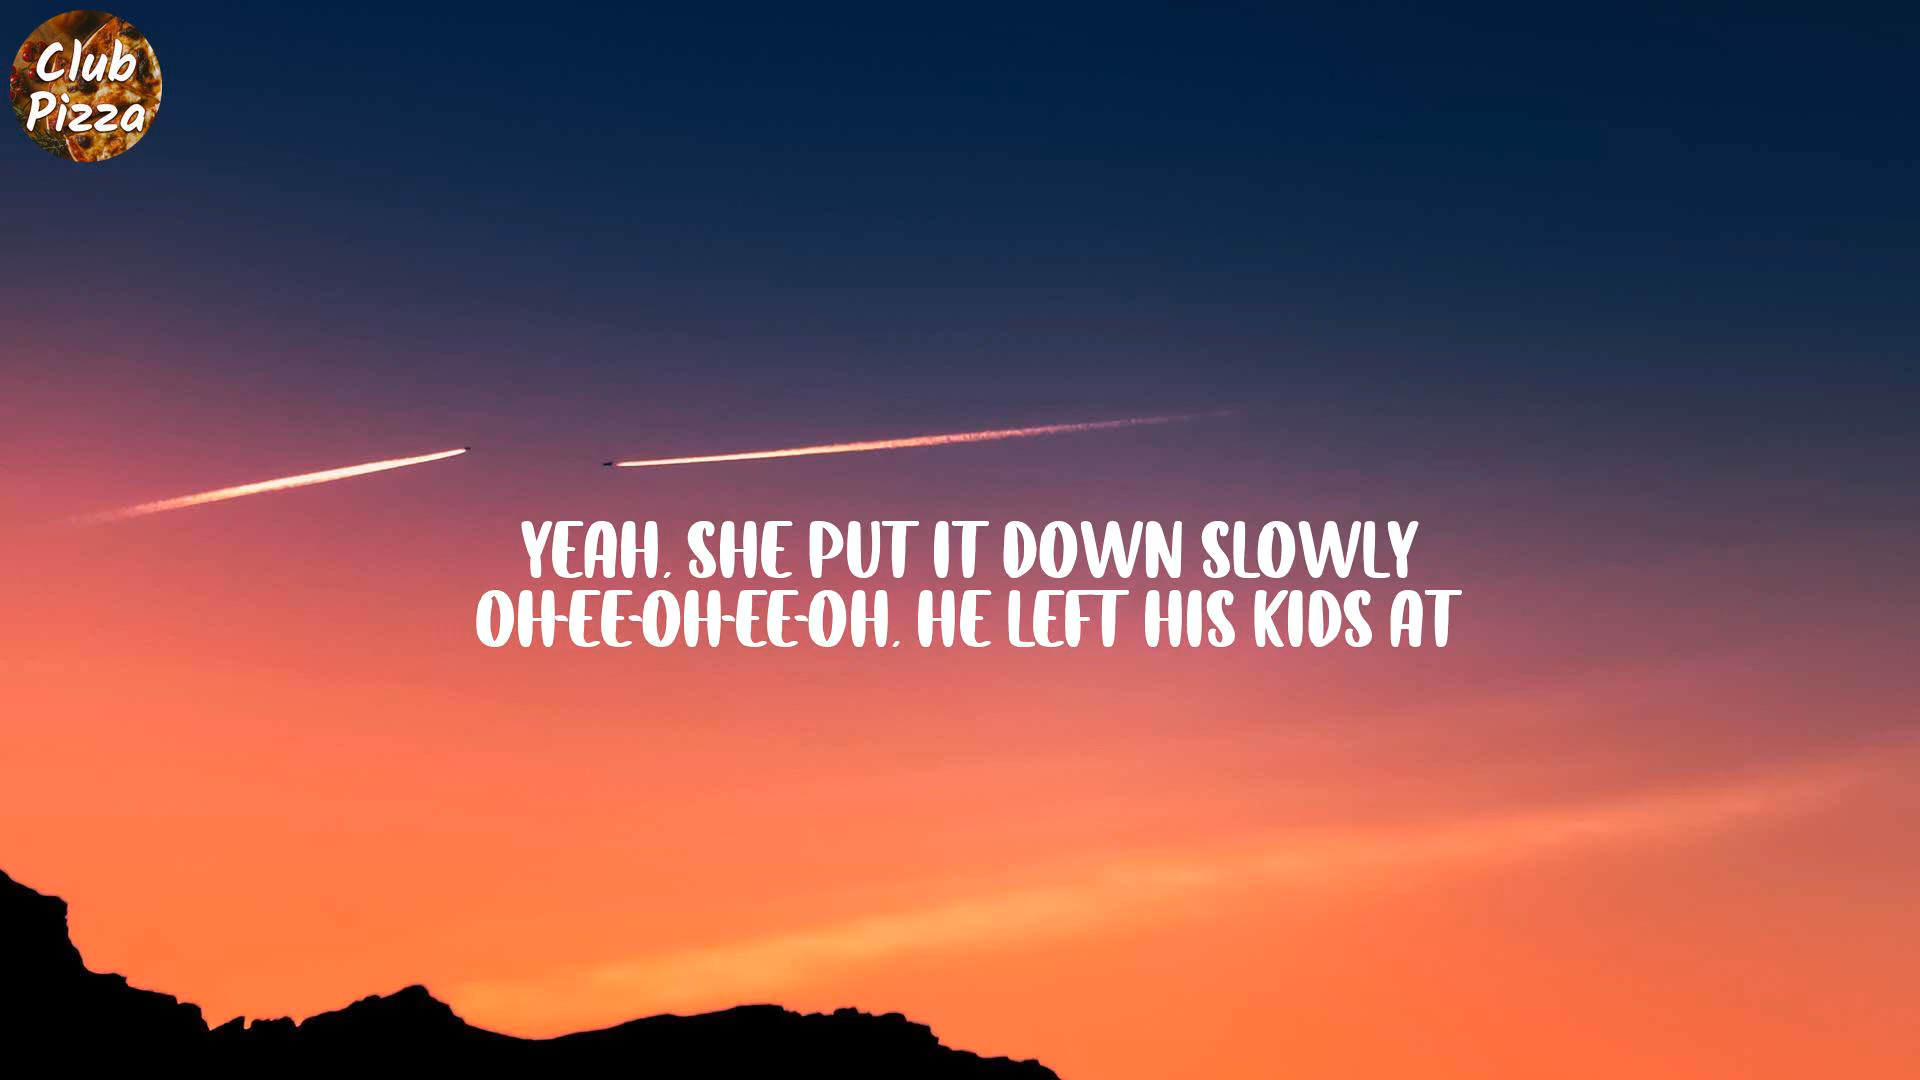 Club
Pizza
YEAH, SHE PUT IT DOWN SLOWLY
OH-EE-OH-EE-OH, HE LEFT HIS KIDS AT